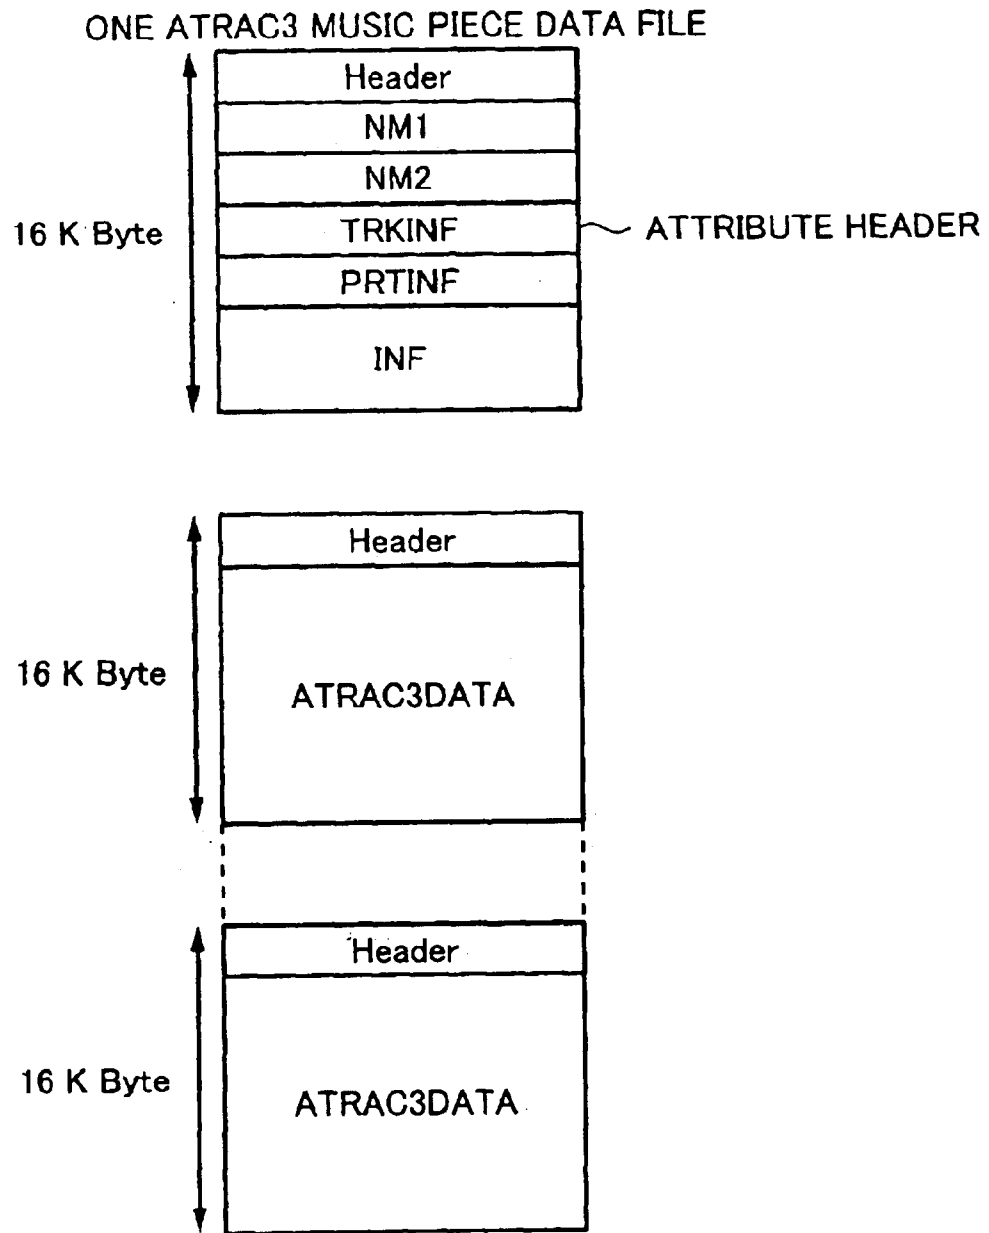 ONE ATRAC3 MUSIC PIECE DATA FILE
Header
NM1
NM2
16 K Byte
TRKINF
ATTRIBUTE HEADER
PRTINF
INF
Header
16 K Byte
ATRAC3DATA
Header
16 K Byte
ATRAC3DATA